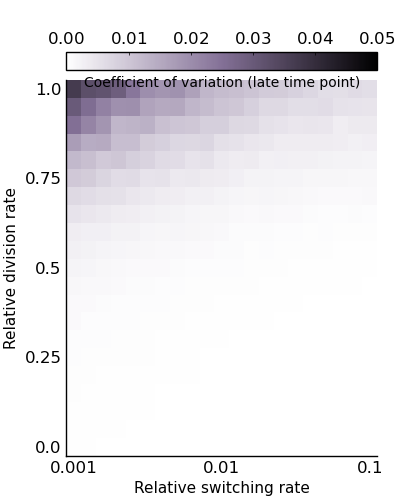 0.00 0.01 0.02 0.03 0.04 0.05
Coefficient of variation (late time point)
1.0
0.75
0.5
0.25
0.0
Relative division rate
0.001 0.01 0.1
Relative switching rate